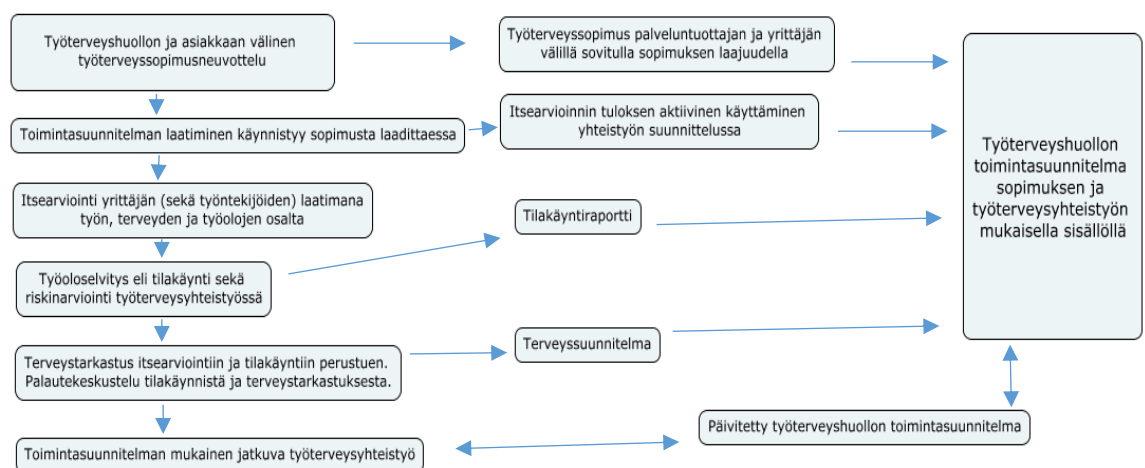 Työterveyshuollon ja asiakkaan välinen
työterveyssopimusneuvottelu
Työterveyssopimus palveluntuottajan ja yrittäjän
välillä sovitulla sopimuksen laajuudella
Toimintasuunnitelman laatiminen käynnistyy sopimusta laadittaessa
Itsearvioinnin tuloksen aktiivinen käyttäminen
yhteistyön suunnittelussa
Itsearviointi yrittäjän (sekä työntekijöiden) laatimana
työn, terveyden ja työolojen osalta
Tilakäyntiraportti
Työoloselvitys eli tilakäynti sekä
riskinarviointi työterveysyhteistyössä
Terveystarkastus itsearviointiin ja tilakäyntiin perustuen.
Palautekeskustelu tilakäynnistä ja terveystarkastuksesta.
Terveyssuunnitelma
Toimintasuunnitelman mukainen jatkuva työterveysyhteistyö
Päivitetty työterveyshuollon toimintasuunnitelma
Työterveyshuollon
toimintasuunnitelma
sopimuksen ja
työterveysyhteistyön
mukaisella sisällöllä